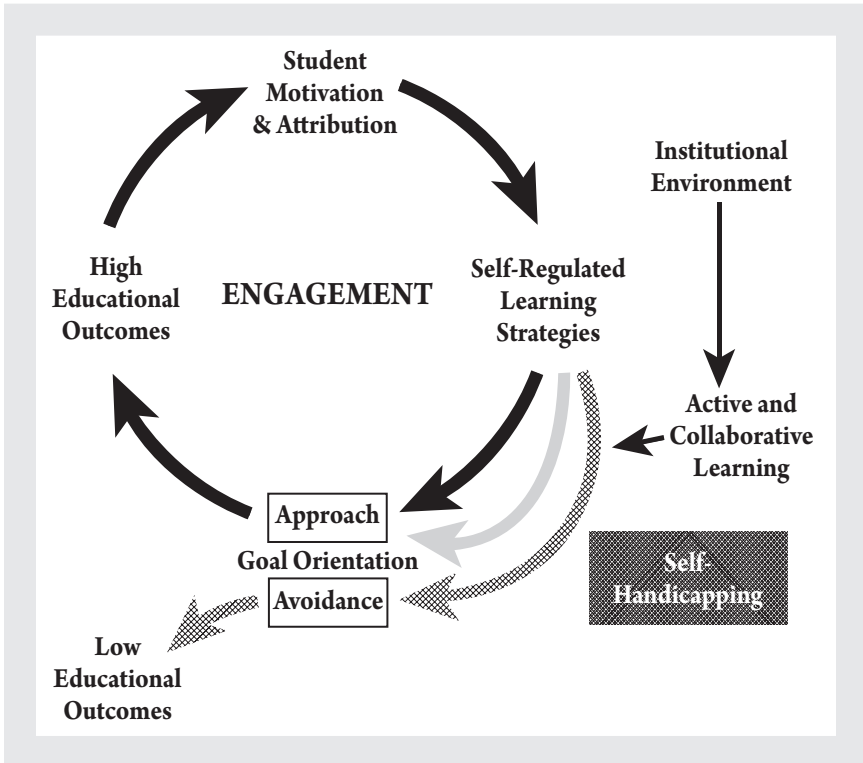 Student
Motivation
& Attribution
Institutional
Environment
High
Educational
Outcomes
ENGAGEMENT
Self-Regulated
Learning
Strategies
Active and
Collaborative
Learning
Approach
Goal Orientation
Avoidance
Self-
Handicapping
Low
Educational
Outcomes